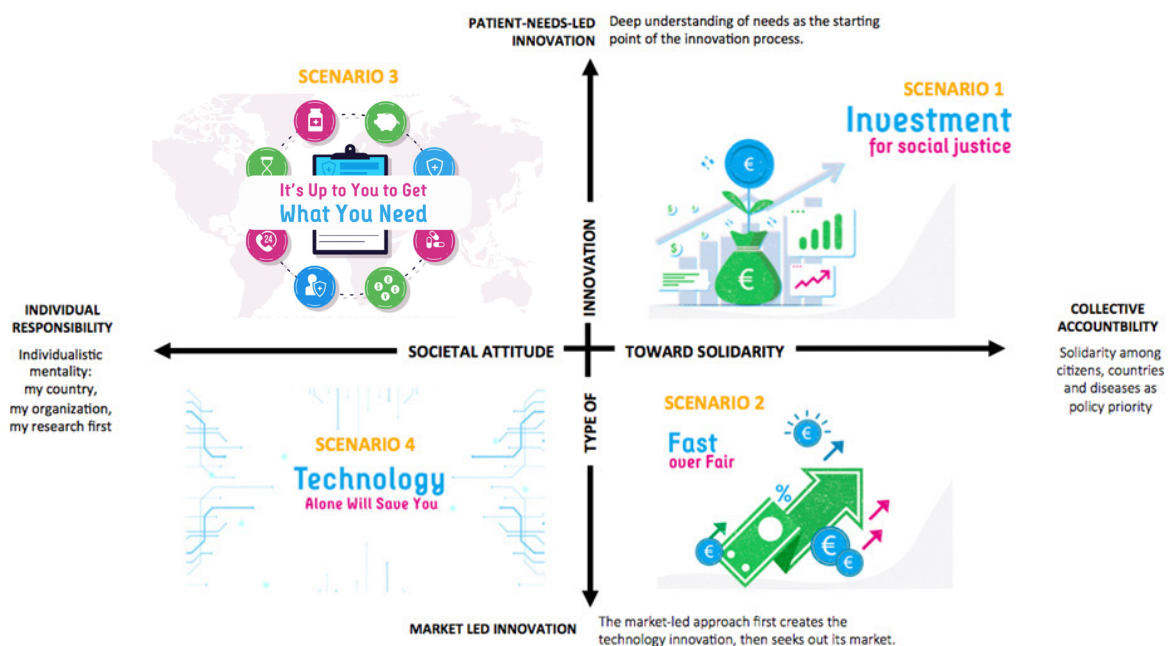 PATIENT-NEEDS-LED
INNOVATION
Deep understanding of needs as the starting
point of the innovation process.
SCENARIO 3
It's Up to You to Get
What You Need
24
SCENARIO 1
Investment
for social justice
€
$
$
$
€
INDIVIDUAL
RESPONSIBILITY
Individualistic
mentality:
my country,
my organization,
my research first
SOCIETAL ATTITUDE
TOWARD SOLIDARITY
TYPE OF
INNOVATION
COLLECTIVE
ACCOUNTBILITY
Solidarity among
citizens, countries
and diseases as
policy priority
SCENARIO 4
Technology
Alone Will Save You
SCENARIO 2
Fast
over Fair
€
%
€
€
€
MARKET LED INNOVATION
The market-led approach first creates the
technology innovation, then seeks out its market.